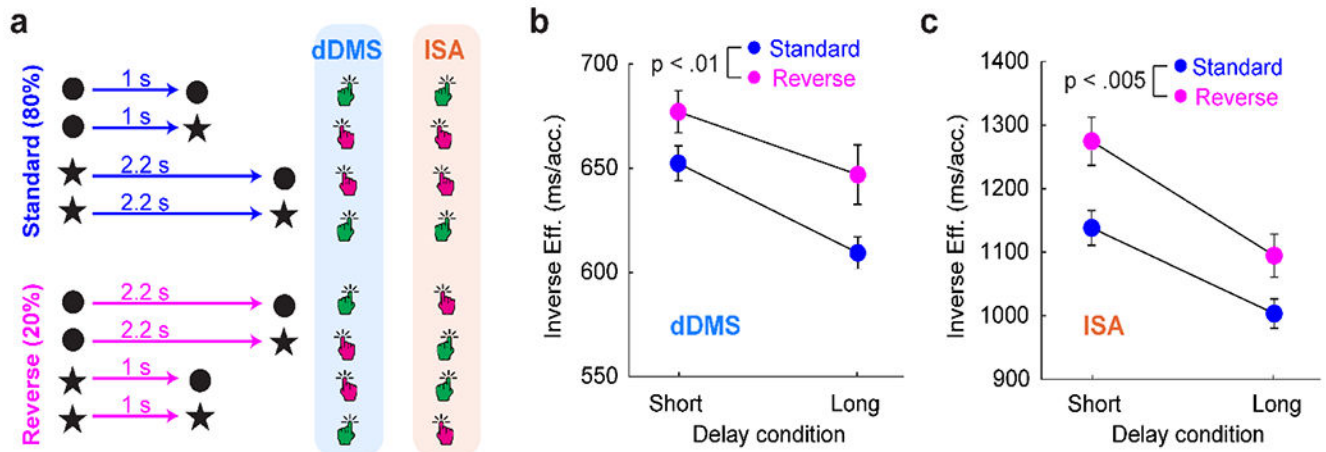 a
dDMS
ISA
Standard (80%)
1 s
1 s
2.2 s
2.2 s
Reverse (20%)
2.2 s
2.2 s
1 s
1 s
b
Standard
p < .01
Reverse
700
650
600
550
Inverse Eff. (ms/acc.)
dDMS
Short
Long
Delay condition
c
Standard
p < .005
Reverse
1400
1300
1200
1100
1000
900
Inverse Eff. (ms/acc.)
ISA
Short
Long
Delay condition